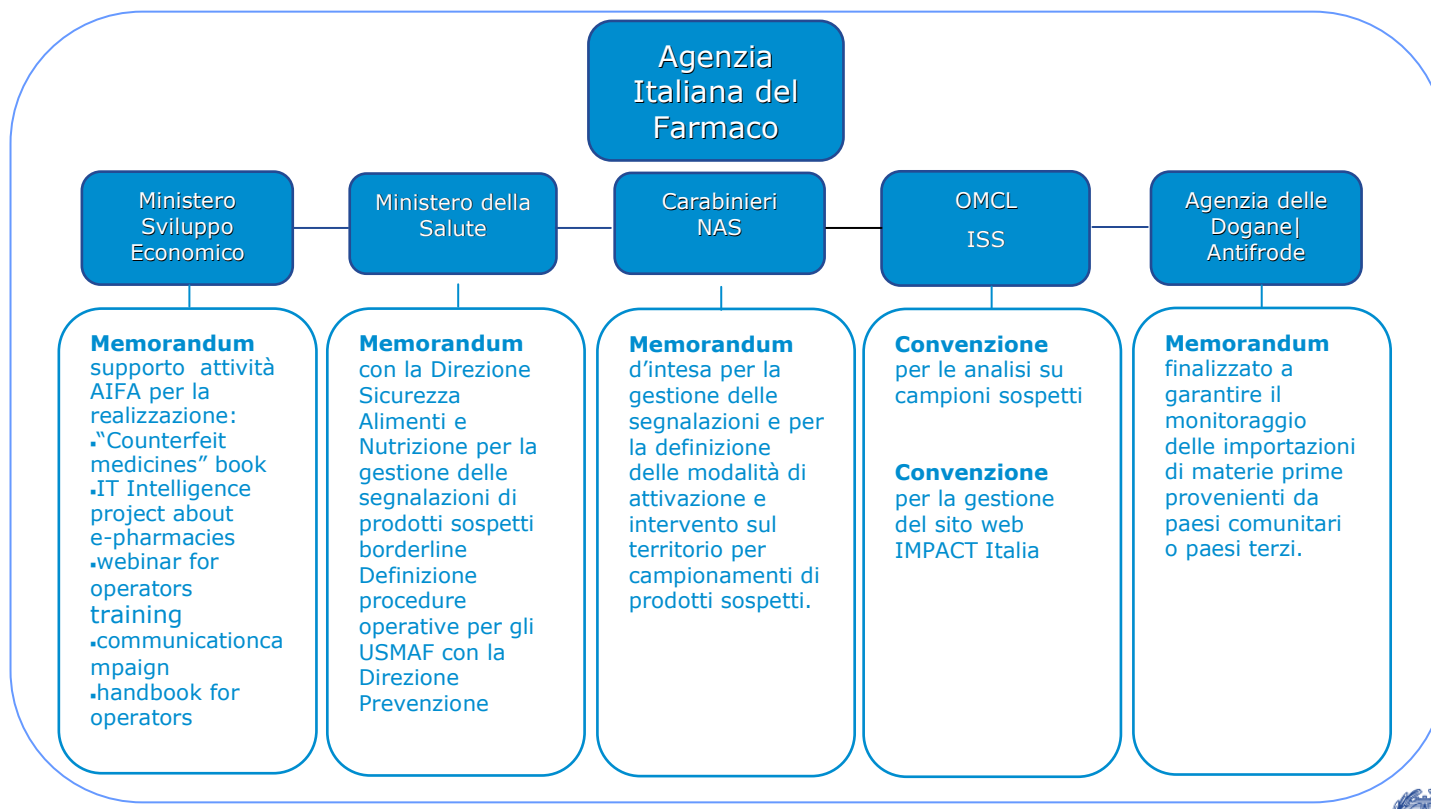 Agenzia
Italiana del
Farmaco
Ministero
Sviluppo
Economico
Ministero della
Salute
Carabinieri
NAS
OMCL
ISS
Agenzia delle
Dogane|
Antifrode
Memorandum
supporto attività
AIFA per la
realizzazione:
▪“Counterfeit
medicines” book
▪IT Intelligence
project about
e-pharmacies
▪webinar for
operators
training
▪communicationca
mpaign
▪handbook for
operators
Memorandum
con la Direzione
Sicurezza
Alimenti e
Nutrizione per la
gestione delle
segnalazioni di
prodotti sospetti
borderline
Definizione
procedure
operative per gli
USMAF con la
Direzione
Prevenzione
Memorandum
d’intesa per la
gestione delle
segnalazioni e per
la definizione
delle modalità di
attivazione e
intervento sul
territorio per
campionamenti di
prodotti sospetti.
Convenzione
per le analisi su
campioni sospetti
Convenzione
per la gestione
del sito web
IMPACT Italia
Memorandum
finalizzato a
garantire il
monitoraggio
delle importazioni
di materie prime
provenienti da
paesi comunitari
o paesi terzi.